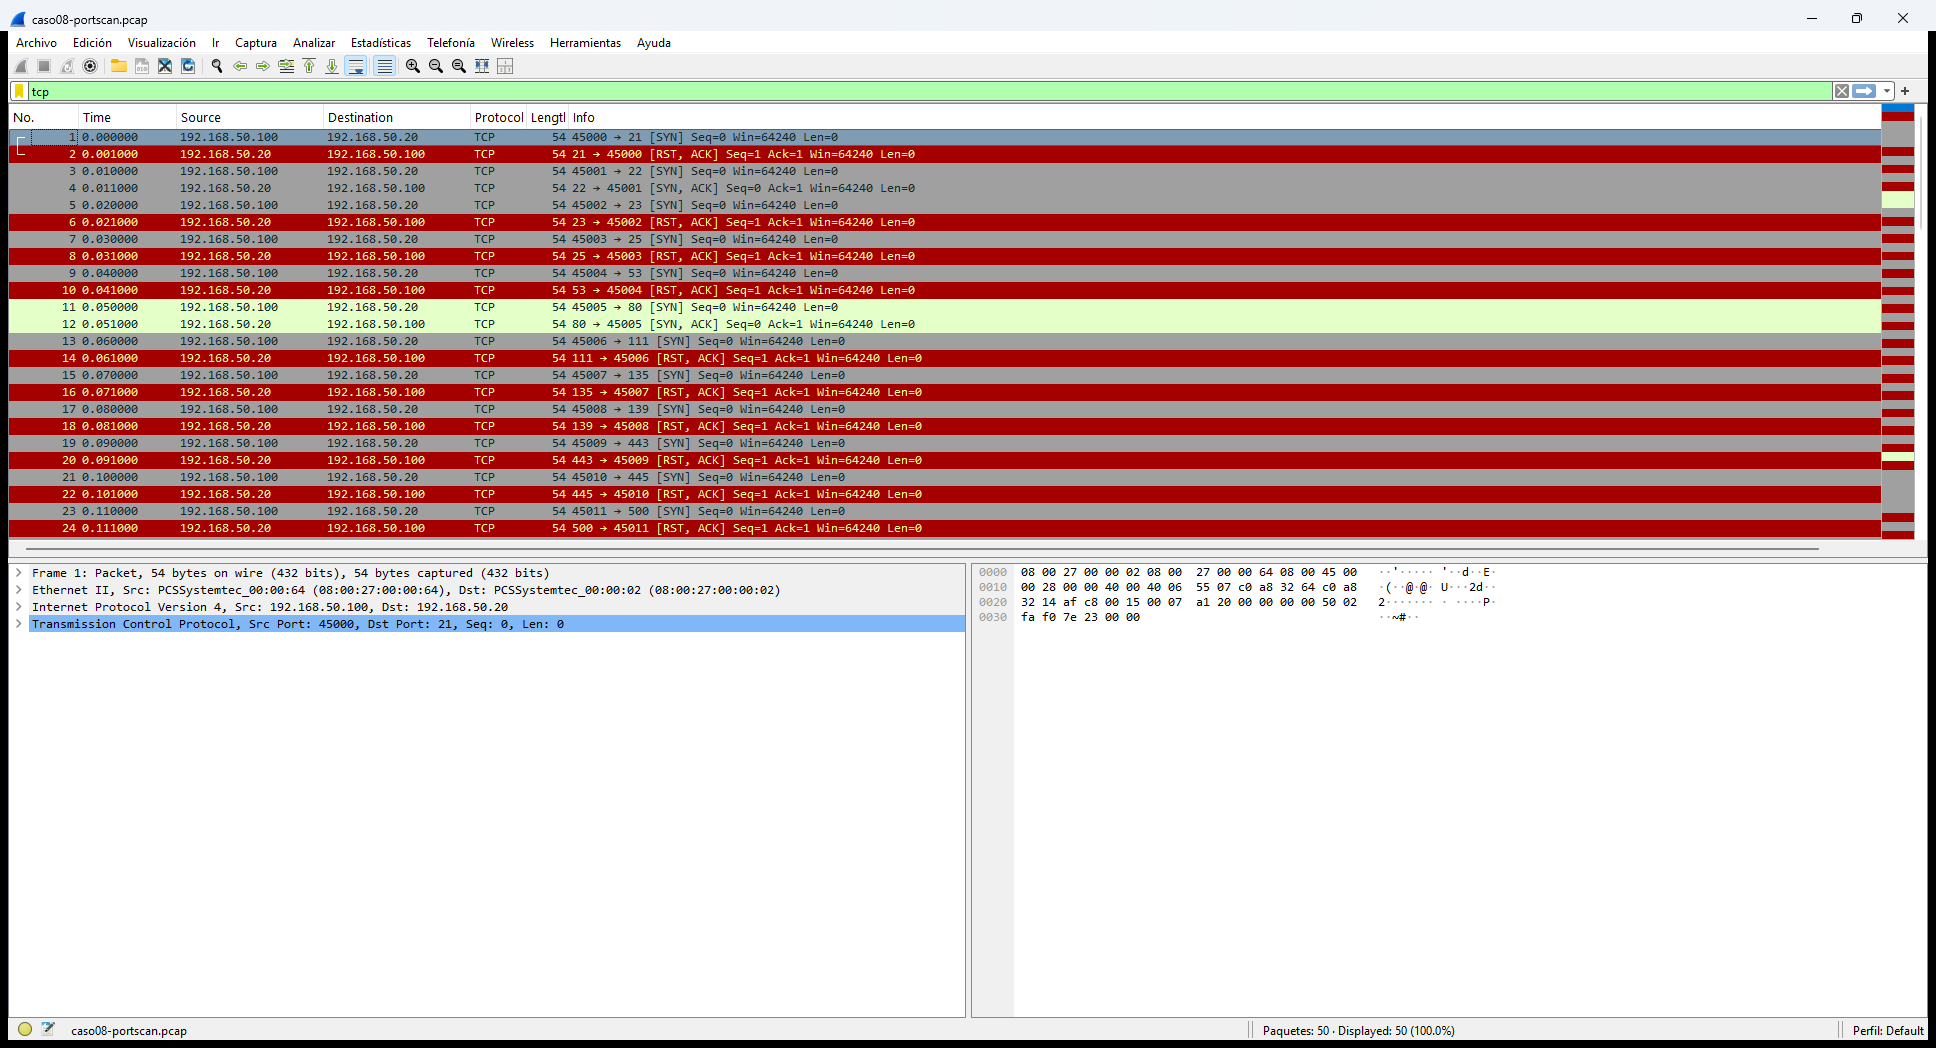 caso08-portscan.pcap
Archivo Edición Visualización Ir Captura Analizar Estadísticas Telefonía Wireless Herramientas Ayuda
tcp
No. Time Source Destination Protocol Lengtl Info
1 0.000000 192.168.50.100 192.168.50.20 TCP 54 45000 → 21 [SYN] Seq=0 Win=64240 Len=0
2 0.001000 192.168.50.20 192.168.50.100 TCP 54 21 → 45000 [RST, ACK] Seq=1 Ack=1 Win=64240 Len=0
3 0.010000 192.168.50.100 192.168.50.20 TCP 54 45001 → 22 [SYN] Seq=0 Win=64240 Len=0
4 0.011000 192.168.50.20 192.168.50.100 TCP 54 22 → 45001 [SYN, ACK] Seq=0 Ack=1 Win=64240 Len=0
5 0.020000 192.168.50.100 192.168.50.20 TCP 54 45002 → 23 [SYN] Seq=0 Win=64240 Len=0
6 0.021000 192.168.50.20 192.168.50.100 TCP 54 23 → 45002 [RST, ACK] Seq=1 Ack=1 Win=64240 Len=0
7 0.030000 192.168.50.100 192.168.50.20 TCP 54 45003 → 25 [SYN] Seq=0 Win=64240 Len=0
8 0.031000 192.168.50.20 192.168.50.100 TCP 54 25 → 45003 [RST, ACK] Seq=1 Ack=1 Win=64240 Len=0
9 0.040000 192.168.50.100 192.168.50.20 TCP 54 45004 → 53 [SYN] Seq=0 Win=64240 Len=0
10 0.041000 192.168.50.20 192.168.50.100 TCP 54 53 → 45004 [RST, ACK] Seq=1 Ack=1 Win=64240 Len=0
11 0.050000 192.168.50.100 192.168.50.20 TCP 54 45005 → 80 [SYN] Seq=0 Win=64240 Len=0
12 0.051000 192.168.50.20 192.168.50.100 TCP 54 80 → 45005 [SYN, ACK] Seq=0 Ack=1 Win=64240 Len=0
13 0.060000 192.168.50.100 192.168.50.20 TCP 54 45006 → 111 [SYN] Seq=0 Win=64240 Len=0
14 0.061000 192.168.50.20 192.168.50.100 TCP 54 111 → 45006 [RST, ACK] Seq=1 Ack=1 Win=64240 Len=0
15 0.070000 192.168.50.100 192.168.50.20 TCP 54 45007 → 135 [SYN] Seq=0 Win=64240 Len=0
16 0.071000 192.168.50.20 192.168.50.100 TCP 54 135 → 45007 [RST, ACK] Seq=1 Ack=1 Win=64240 Len=0
17 0.080000 192.168.50.100 192.168.50.20 TCP 54 45008 → 139 [SYN] Seq=0 Win=64240 Len=0
18 0.081000 192.168.50.20 192.168.50.100 TCP 54 139 → 45008 [RST, ACK] Seq=1 Ack=1 Win=64240 Len=0
19 0.090000 192.168.50.100 192.168.50.20 TCP 54 45009 → 443 [SYN] Seq=0 Win=64240 Len=0
20 0.091000 192.168.50.20 192.168.50.100 TCP 54 443 → 45009 [RST, ACK] Seq=1 Ack=1 Win=64240 Len=0
21 0.100000 192.168.50.100 192.168.50.20 TCP 54 45010 → 445 [SYN] Seq=0 Win=64240 Len=0
22 0.101000 192.168.50.20 192.168.50.100 TCP 54 445 → 45010 [RST, ACK] Seq=1 Ack=1 Win=64240 Len=0
23 0.110000 192.168.50.100 192.168.50.20 TCP 54 45011 → 500 [SYN] Seq=0 Win=64240 Len=0
24 0.111000 192.168.50.20 192.168.50.100 TCP 54 500 → 45011 [RST, ACK] Seq=1 Ack=1 Win=64240 Len=0
Frame 1: Packet, 54 bytes on wire (432 bits), 54 bytes captured (432 bits)
Ethernet II, Src: PCSSystemtec_00:00:64 (08:00:27:00:00:64), Dst: PCSSystemtec_00:00:02 (08:00:27:00:00:02)
Internet Protocol Version 4, Src: 192.168.50.100, Dst: 192.168.50.20
Transmission Control Protocol, Src Port: 45000, Dst Port: 21, Seq: 0, Len: 0
0000 08 00 27 00 00 02 08 00 27 00 00 64 08 00 45 00 ··'····· '··d··E·
0010 00 28 00 00 40 00 40 06 55 07 c0 a8 32 64 c0 a8 ·(··@·@· U···2d··
0020 32 14 af c8 00 15 00 07 a1 20 00 00 00 00 50 02 2······· · ····P·
0030 fa f0 7e 23 00 00 ··~#··
caso08-portscan.pcap
Paquetes: 50 · Displayed: 50 (100.0%)
Perfil: Default